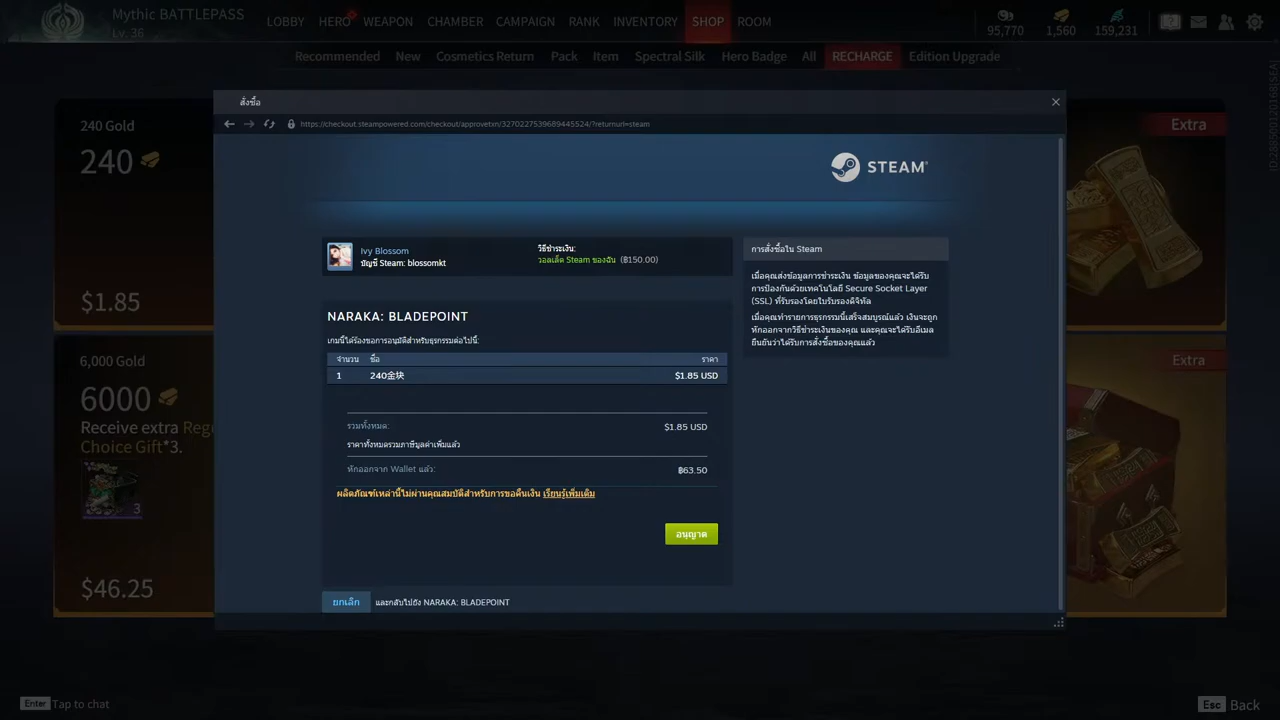 Mythic BATTLEPASS
Lv. 36
LOBBY HERO WEAPON CHAMBER CAMPAIGN RANK INVENTORY SHOP ROOM
95,770 1,560 159,231
Recommended New Cosmetics Return Pack Item Spectral Silk Hero Badge All RECHARGE Edition Upgrade
สั่งซื้อ
https://checkout.steampowered.com/checkout/approvetxn/3270227539689445524/?returnurl=steam
240 Gold
240
$1.85
Extra
STEAM®
Ivy Blossom
บัญชี Steam: blossomkt
วิธีชำระเงิน:
วอลเล็ต Steam ของฉัน (฿150.00)
การสั่งซื้อใน Steam
เมื่อคุณส่งข้อมูลการชำระเงิน ข้อมูลของคุณจะได้รับ
การป้องกันด้วยเทคโนโลยี Secure Socket Layer
(SSL) ที่รับรองโดยใบรับรองดิจิทัล
เมื่อคุณทำรายการธุรกรรมนี้เสร็จสมบูรณ์แล้ว เงินจะถูก
หักออกจากวิธีชำระเงินของคุณ และคุณจะได้รับอีเมล
ยืนยันว่าได้รับการสั่งซื้อของคุณแล้ว
NARAKA: BLADEPOINT
เกมนี้ได้ร้องขอการอนุมัติสำหรับธุรกรรมต่อไปนี้:
จำนวน ชื่อ ราคา
1 240金块 $1.85 USD
รวมทั้งหมด: $1.85 USD
ราคาทั้งหมดรวมภาษีมูลค่าเพิ่มแล้ว
หักออกจาก Wallet แล้ว: ฿63.50
ผลิตภัณฑ์เหล่านี้ไม่ผ่านคุณสมบัติสำหรับการขอคืนเงิน เรียนรู้เพิ่มเติม
อนุญาต
ยกเลิก และกลับไปยัง NARAKA: BLADEPOINT
6,000 Gold
6000
Receive extra Reg
Choice Gift*3.
3
$46.25
Extra
Enter Tap to chat
Esc Back